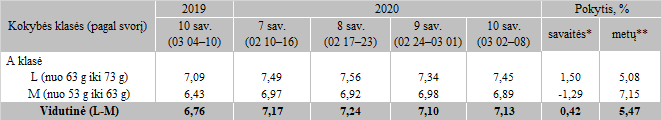 Kokybės klasės (pagal svorį) 2019 2020 Pokytis, %
10 sav. (03 04–10) 7 sav. (02 10–16) 8 sav. (02 17–23) 9 sav. (02 24–03 01) 10 sav. (03 02–08) savaitės* metų**
A klasė
L (nuo 63 g iki 73 g) 7,09 7,49 7,56 7,34 7,45 1,50 5,08
M (nuo 53 g iki 63 g) 6,43 6,97 6,92 6,98 6,89 -1,29 7,15
Vidutinė (L-M) 6,76 7,17 7,24 7,10 7,13 0,42 5,47